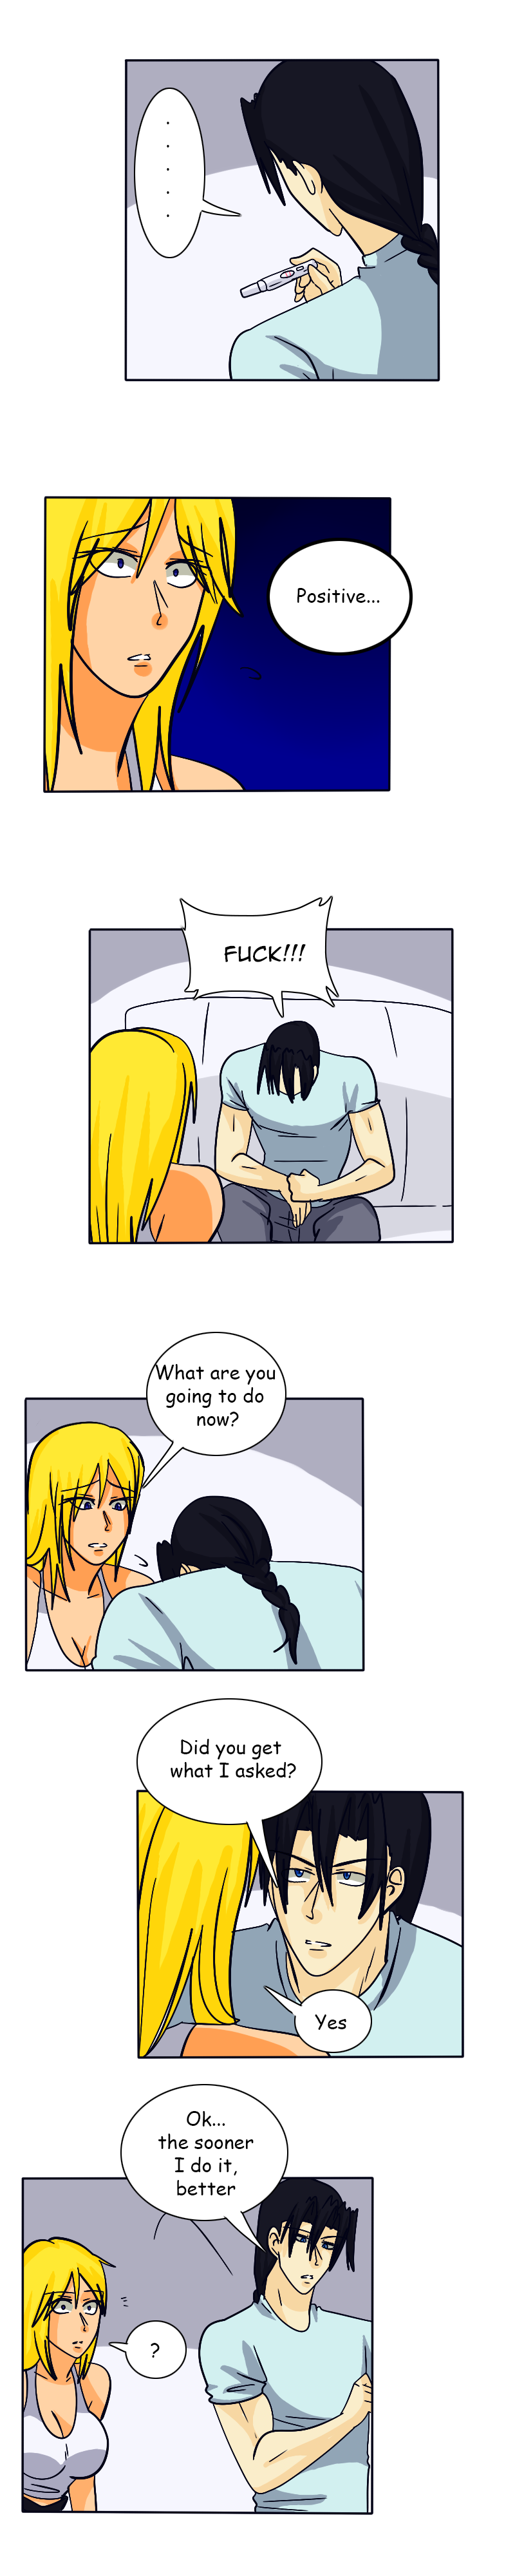 .....
Positive...
FUCK!!!
What are you
going to do
now?
Did you get
what I asked?
Yes
Ok...
the sooner
I do it,
better
?